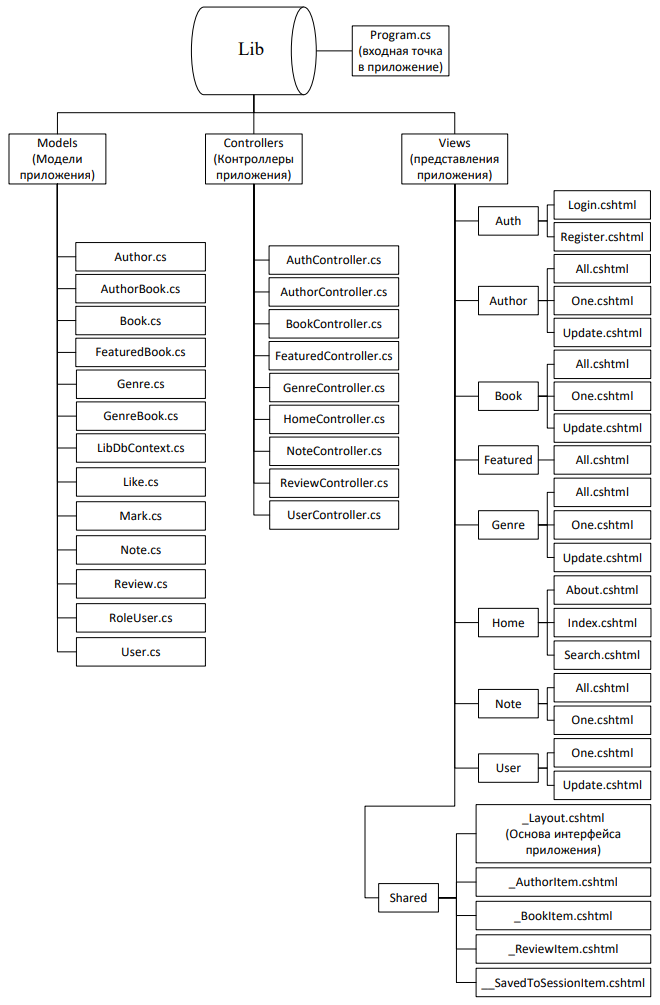 Lib
Program.cs
(входная точка
в приложение)
Models
(Модели
приложения)
Controllers
(Контроллеры
приложения)
Views
(представления
приложения)
Author.cs
AuthorBook.cs
Book.cs
FeaturedBook.cs
Genre.cs
GenreBook.cs
LibDbContext.cs
Like.cs
Mark.cs
Note.cs
Review.cs
RoleUser.cs
User.cs
AuthController.cs
AuthorController.cs
BookController.cs
FeaturedController.cs
GenreController.cs
HomeController.cs
NoteController.cs
ReviewController.cs
UserController.cs
Auth
Login.cshtml
Register.cshtml
Author
All.cshtml
One.cshtml
Update.cshtml
Book
All.cshtml
One.cshtml
Update.cshtml
Featured
All.cshtml
Genre
All.cshtml
One.cshtml
Update.cshtml
Home
About.cshtml
Index.cshtml
Search.cshtml
Note
All.cshtml
One.cshtml
User
One.cshtml
Update.cshtml
Shared
_Layout.cshtml
(Основа интерфейса
приложения)
_AuthorItem.cshtml
_BookItem.cshtml
_ReviewItem.cshtml
__SavedToSessionItem.cshtml